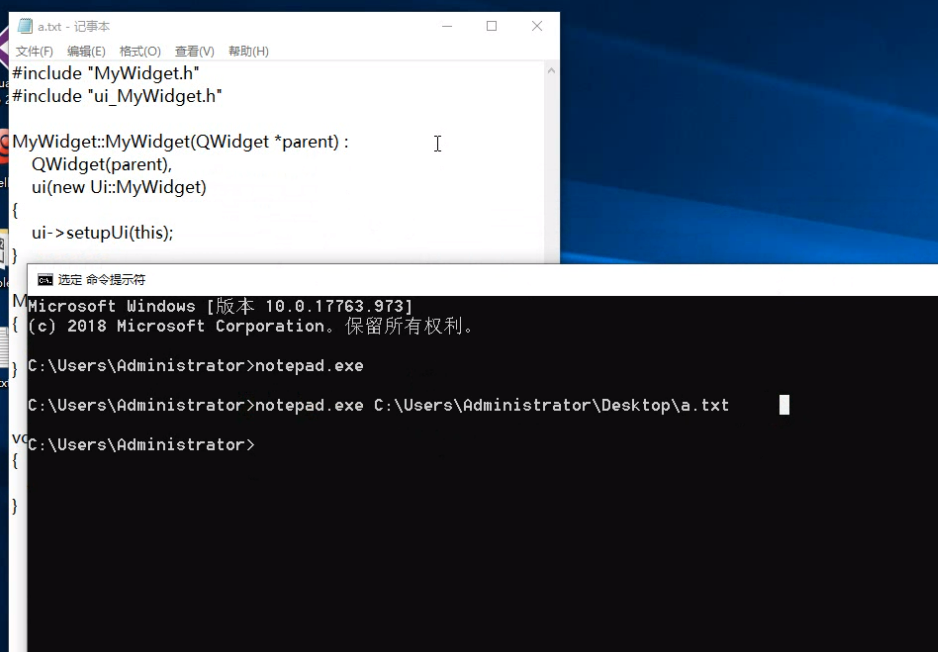 a.txt - 记事本
文件(F) 编辑(E) 格式(O) 查看(V) 帮助(H)
#include "MyWidget.h"
#include "ui_MyWidget.h"
MyWidget::MyWidget(QWidget *parent) :
QWidget(parent),
ui(new Ui::MyWidget)
{
ui->setupUi(this);
}
M
{
}
vo
{
}
选定 命令提示符
Microsoft Windows [版本 10.0.17763.973]
(c) 2018 Microsoft Corporation。保留所有权利。
C:\Users\Administrator>notepad.exe
C:\Users\Administrator>notepad.exe C:\Users\Administrator\Desktop\a.txt
C:\Users\Administrator>